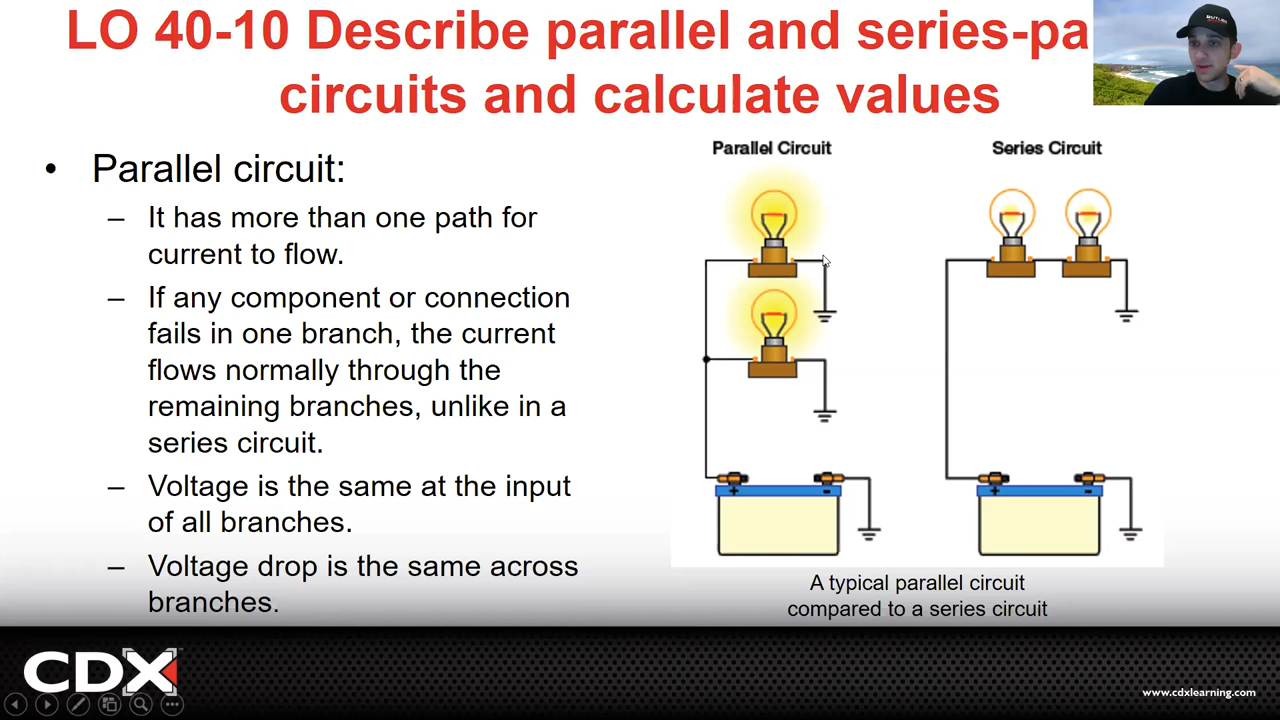 LO 40-10 Describe parallel and series-pa
circuits and calculate values
• Parallel circuit:
– It has more than one path for
current to flow.
– If any component or connection
fails in one branch, the current
flows normally through the
remaining branches, unlike in a
series circuit.
– Voltage is the same at the input
of all branches.
– Voltage drop is the same across
branches.
Parallel Circuit
Series Circuit
+ -
+ -
A typical parallel circuit
compared to a series circuit
CDX
www.cdxlearning.com